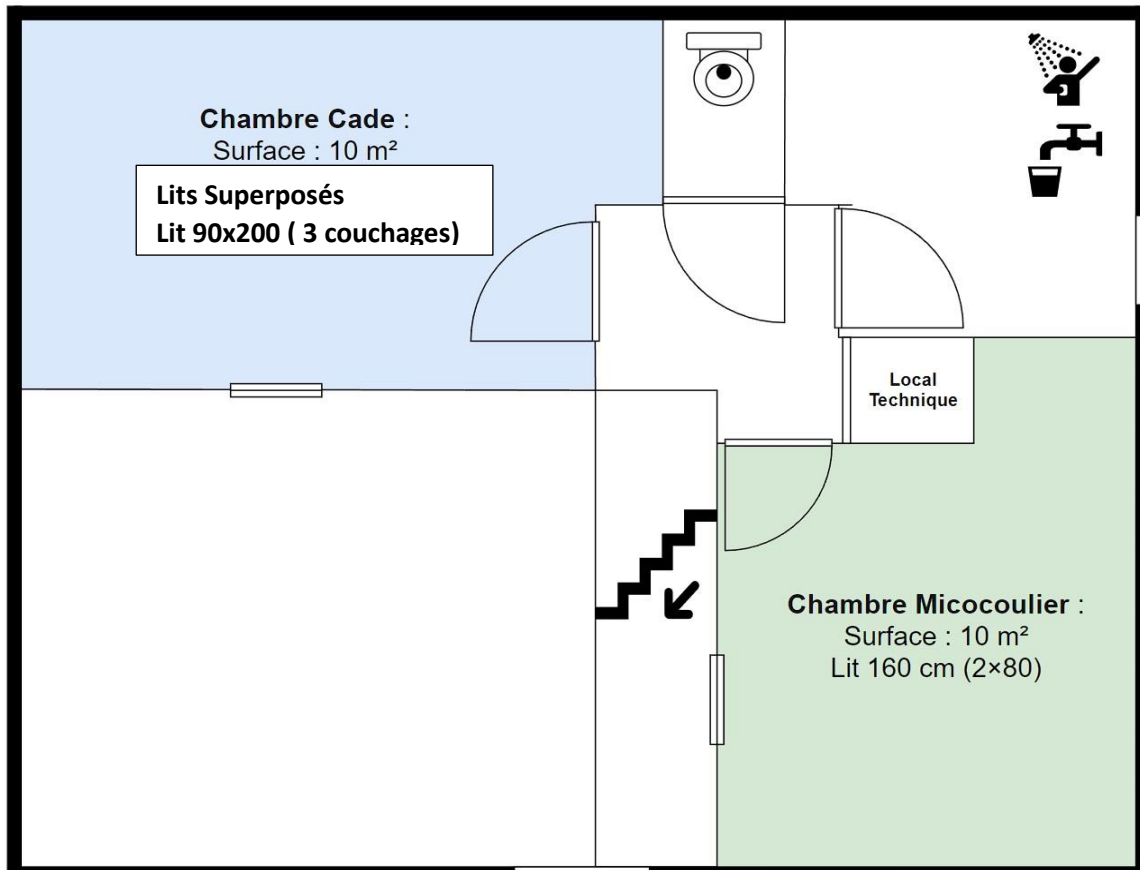 Chambre Cade :
Surface : 10 m²
Lits Superposés
Lit 90x200 ( 3 couchages)
Local
Technique
Chambre Micocoulier :
Surface : 10 m²
Lit 160 cm (2×80)